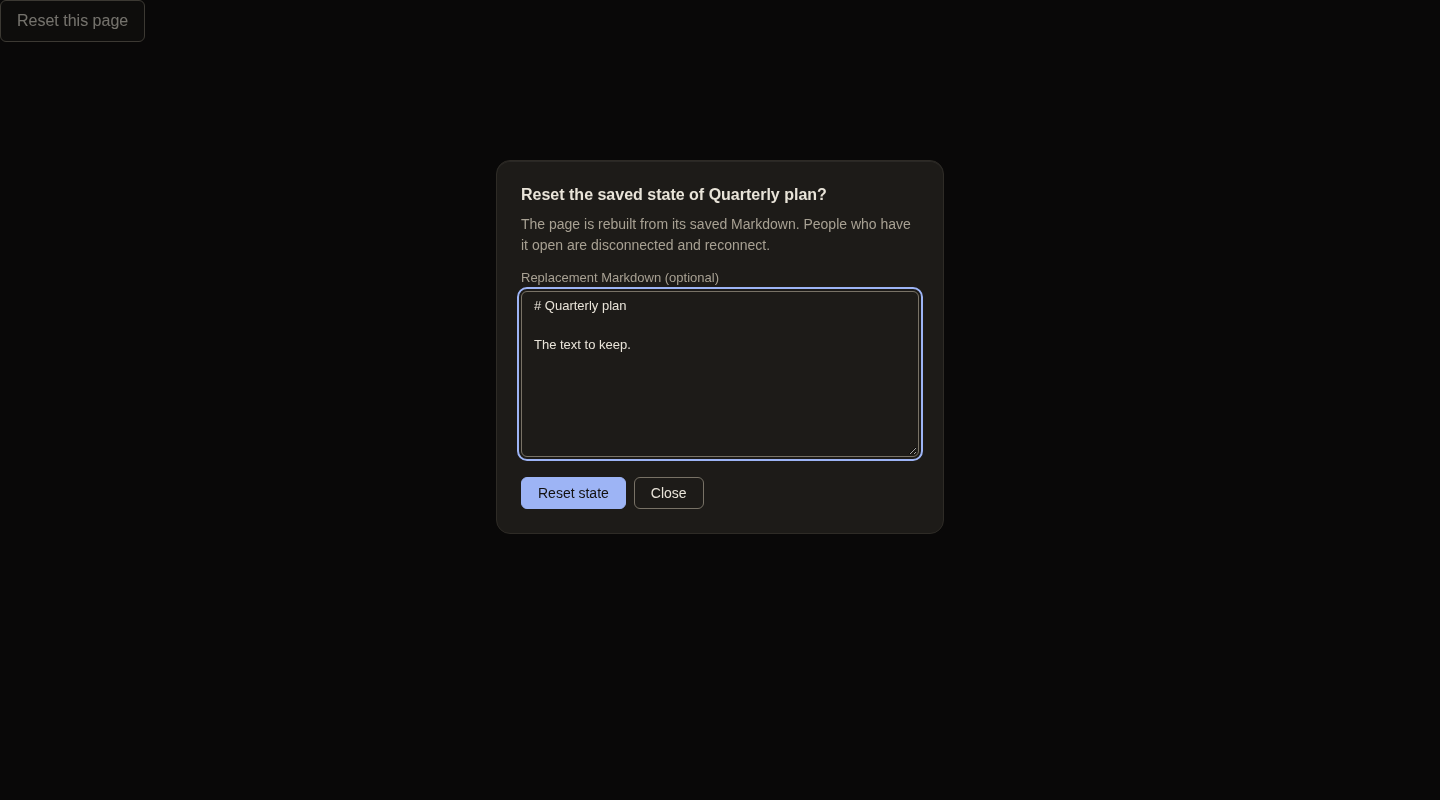 Reset this page
Reset the saved state of Quarterly plan?
The page is rebuilt from its saved Markdown. People who have
it open are disconnected and reconnect.
Replacement Markdown (optional)
# Quarterly plan
The text to keep.
Reset state
Close